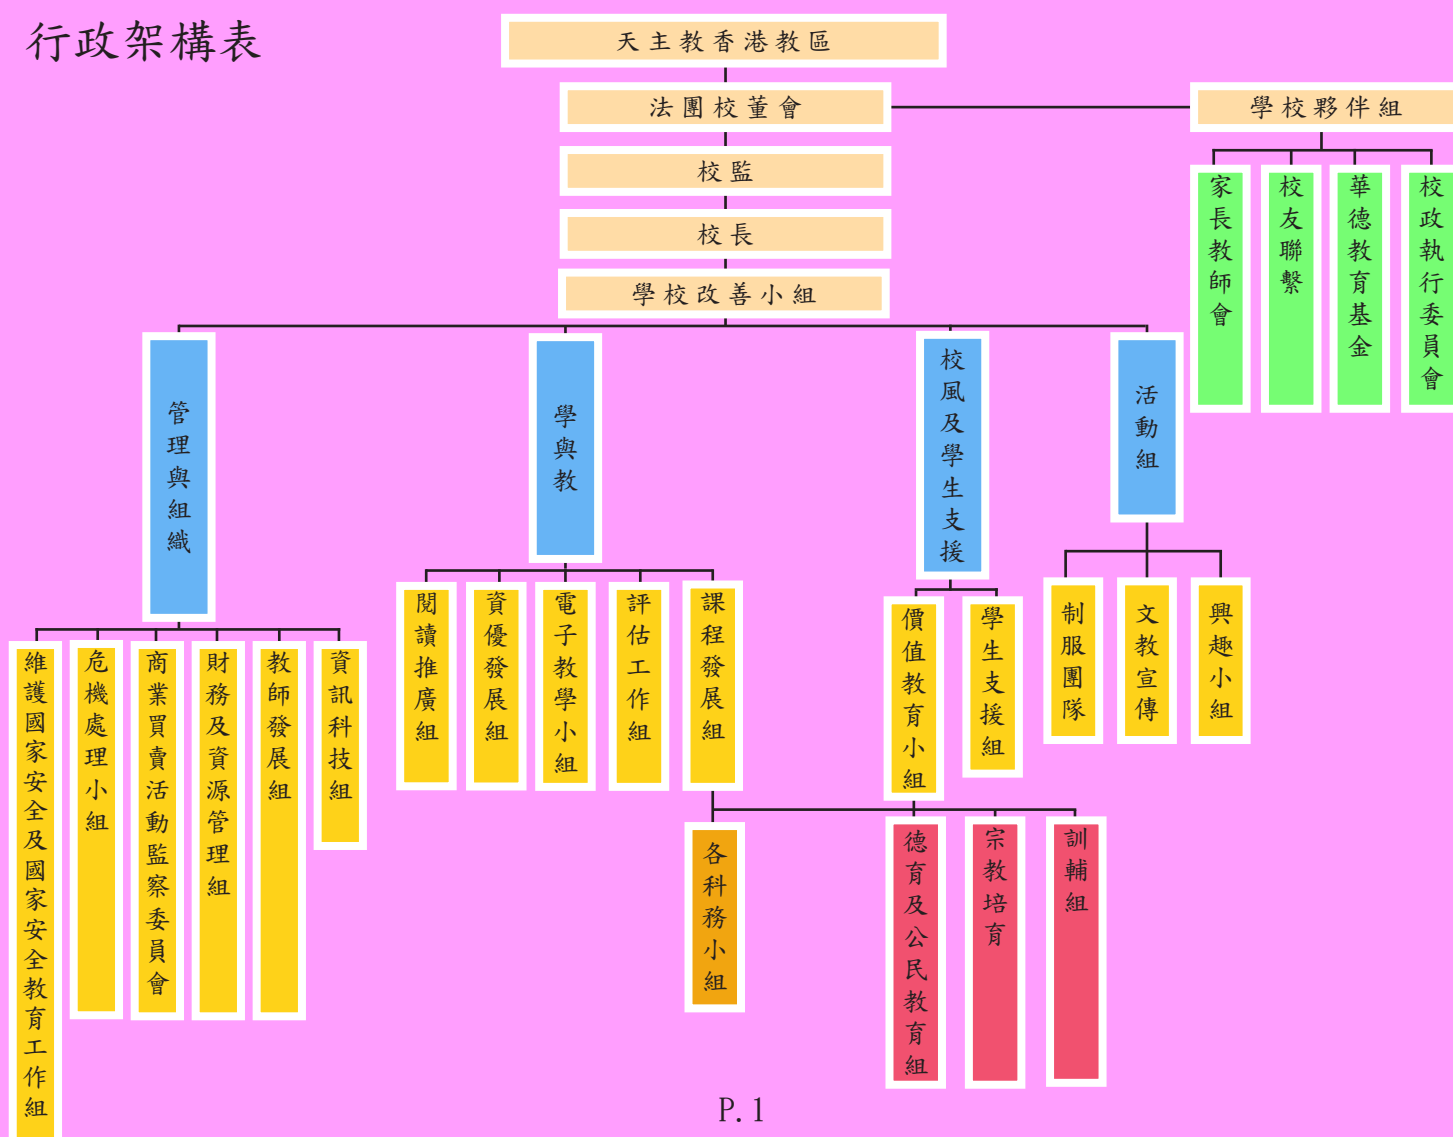 行政架構表
天主教香港教區
法團校董會
學校夥伴組
校監
校長
學校改善小組
家長教師會
校友聯繫
華德教育基金
校政執行委員會
管理與組織
學與教
校風及學生支援
活動組
維護國家安全及國家安全教育工作組
危機處理小組
商業買賣活動監察委員會
財務及資源管理組
教師發展組
資訊科技組
閱讀推廣組
資優發展組
電子教學小組
評估工作組
課程發展組
價值教育小組
學生支援組
制服團隊
文教宣傳
興趣小組
各科務小組
德育及公民教育組
宗教培育
訓輔組
P.1